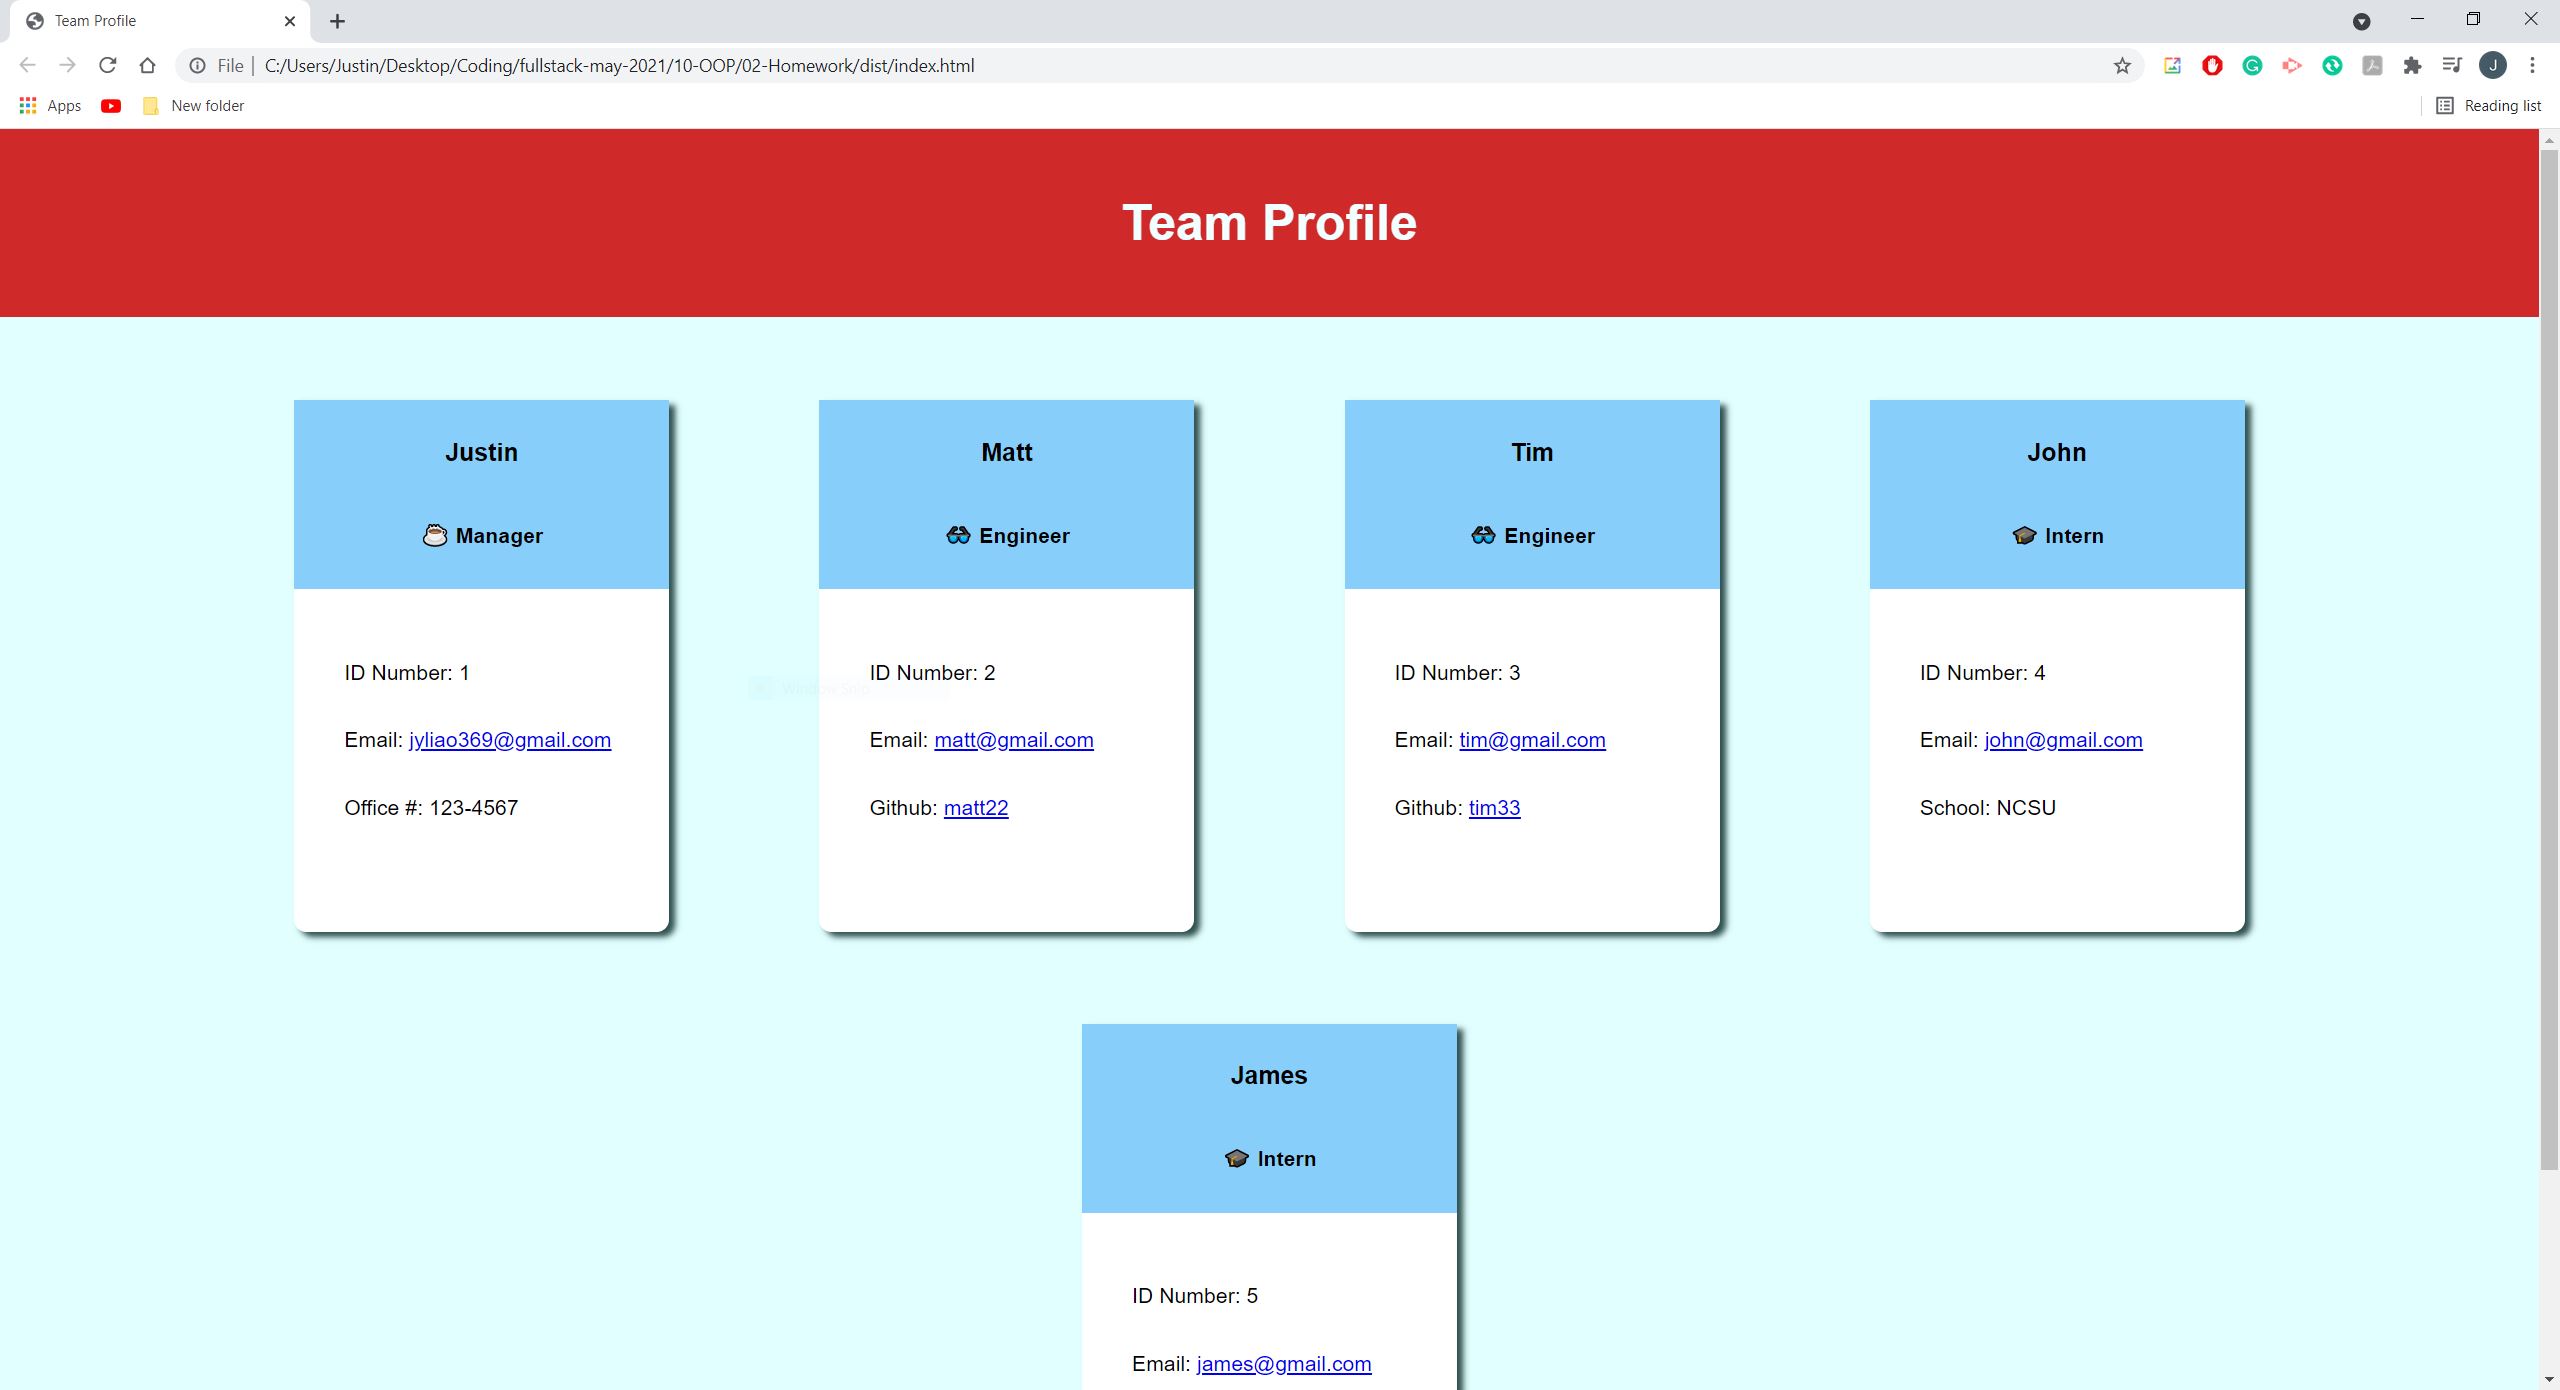 Team Profile
File | C:/Users/Justin/Desktop/Coding/fullstack-may-2021/10-OOP/02-Homework/dist/index.html
J
Apps
New folder
Reading list
Team Profile
Justin
Manager
ID Number: 1
Email: jyliao369@gmail.com
Office #: 123-4567
Matt
Engineer
ID Number: 2
Email: matt@gmail.com
Github: matt22
Tim
Engineer
ID Number: 3
Email: tim@gmail.com
Github: tim33
John
Intern
ID Number: 4
Email: john@gmail.com
School: NCSU
Window Snip
James
Intern
ID Number: 5
Email: james@gmail.com